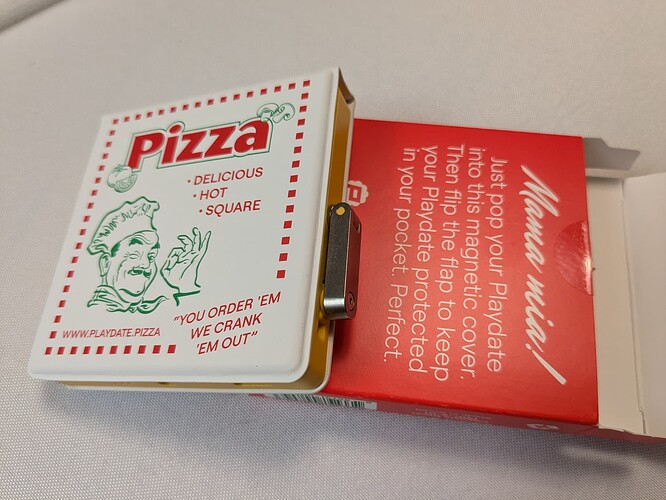 Pizza
· DELICIOUS
· HOT
· SQUARE
"YOU ORDER 'EM
WE CRANK
'EM OUT"
WWW.PLAYDATE.PIZZA
Mama mia!
Just pop your Playdate
into this magnetic cover.
Then flip the flap to keep
your Playdate protected
in your pocket. Perfect.